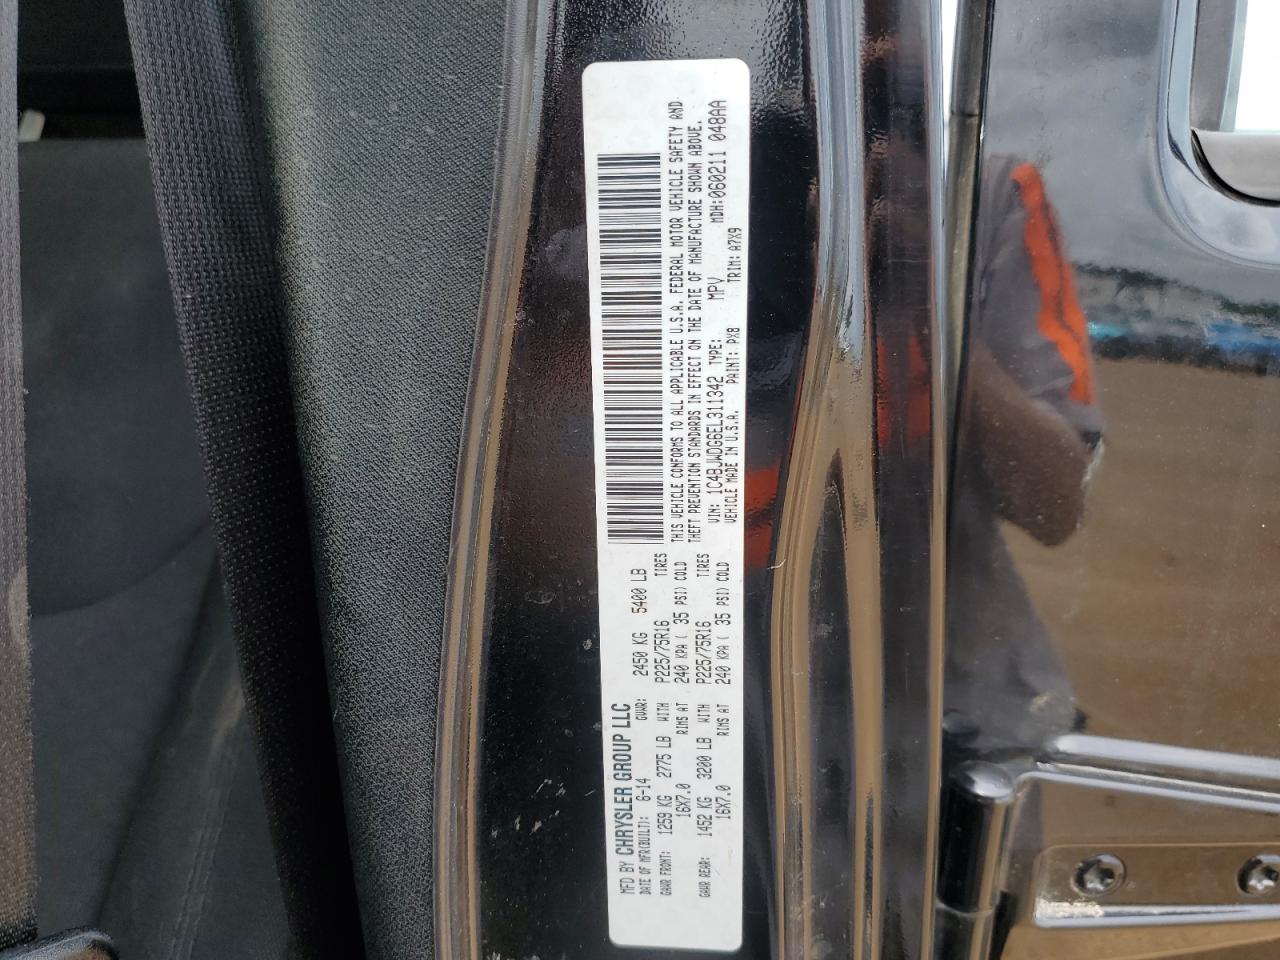 MFD BY CHRYSLER GROUP LLC
DATE OF MFR(BUILT): 6-14 GVWR: 2450 KG 5400 LB
GAWR FRONT: 1259 KG 2775 LB WITH P225/75R16 TIRES
16X7.0 RIMS AT 240 KPA ( 35 PSI) COLD
GAWR REAR: 1452 KG 3200 LB WITH P225/75R16 TIRES
16X7.0 RIMS AT 240 KPA ( 35 PSI) COLD
THIS VEHICLE CONFORMS TO ALL APPLICABLE U.S.A. FEDERAL MOTOR VEHICLE SAFETY AND
THEFT PREVENTION STANDARDS IN EFFECT ON THE DATE OF MANUFACTURE SHOWN ABOVE.
VIN: 1C4BJWDG6EL311342 TYPE: MPV MDH: 060211 048AA
VEHICLE MADE IN U.S.A. PAINT: PX8 TRIM: A7X9